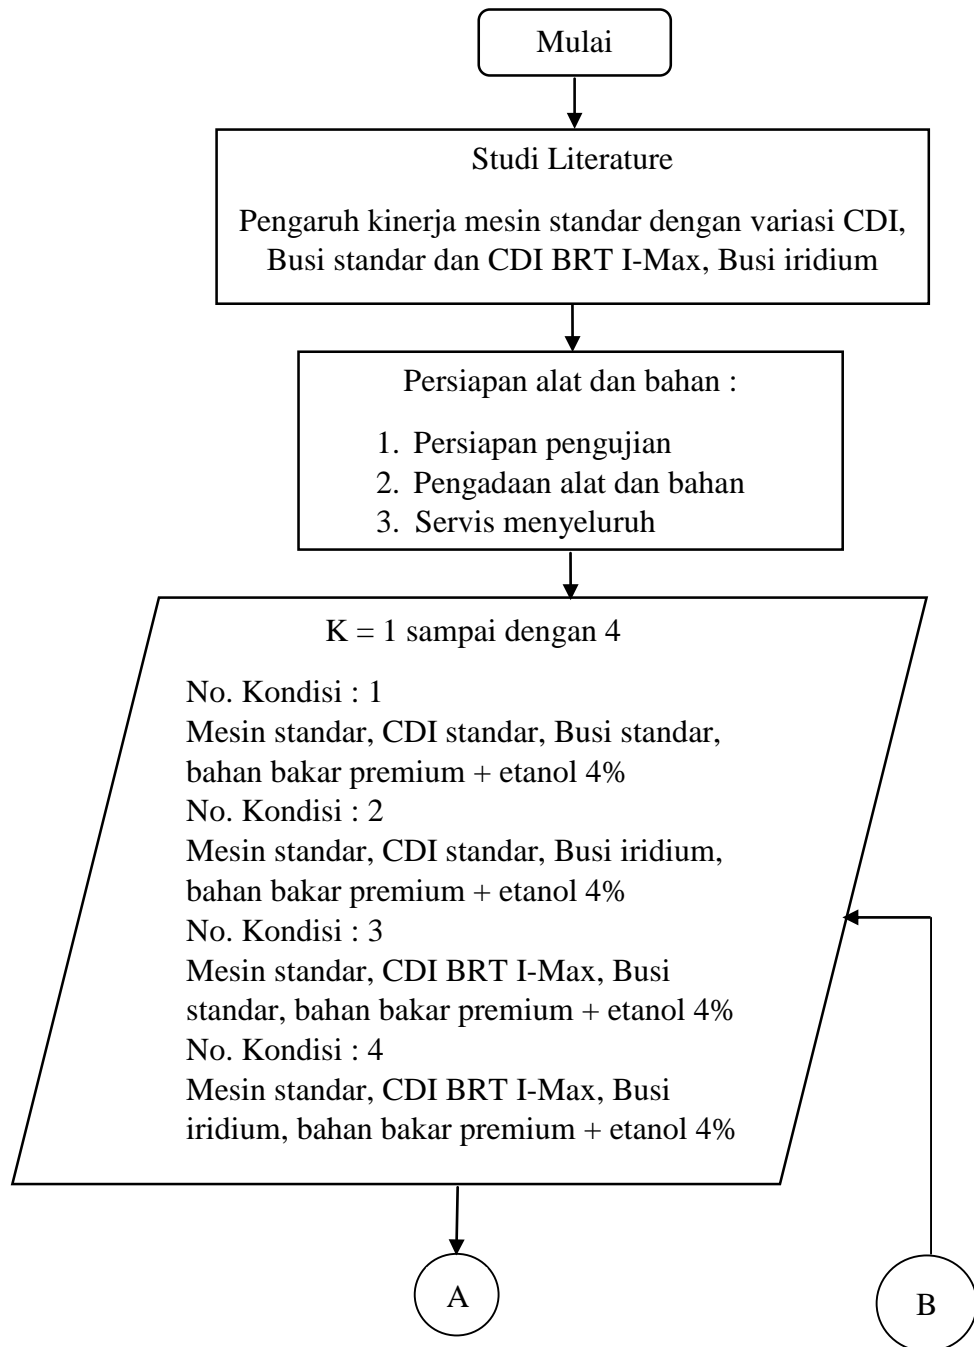 Mulai
Studi Literature
Pengaruh kinerja mesin standar dengan variasi CDI,
Busi standar dan CDI BRT I-Max, Busi iridium
Persiapan alat dan bahan :
1. Persiapan pengujian
2. Pengadaan alat dan bahan
3. Servis menyeluruh
K = 1 sampai dengan 4
No. Kondisi : 1
Mesin standar, CDI standar, Busi standar,
bahan bakar premium + etanol 4%
No. Kondisi : 2
Mesin standar, CDI standar, Busi iridium,
bahan bakar premium + etanol 4%
No. Kondisi : 3
Mesin standar, CDI BRT I-Max, Busi
standar, bahan bakar premium + etanol 4%
No. Kondisi : 4
Mesin standar, CDI BRT I-Max, Busi
iridium, bahan bakar premium + etanol 4%
A
B